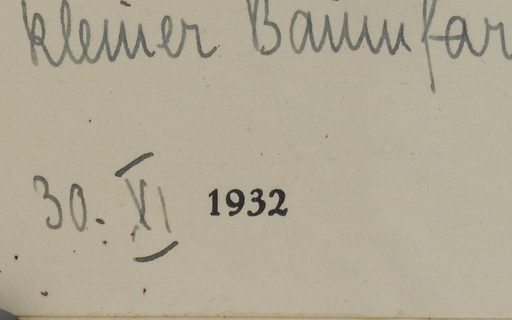 kleiner Baumfar
30. XI 1932